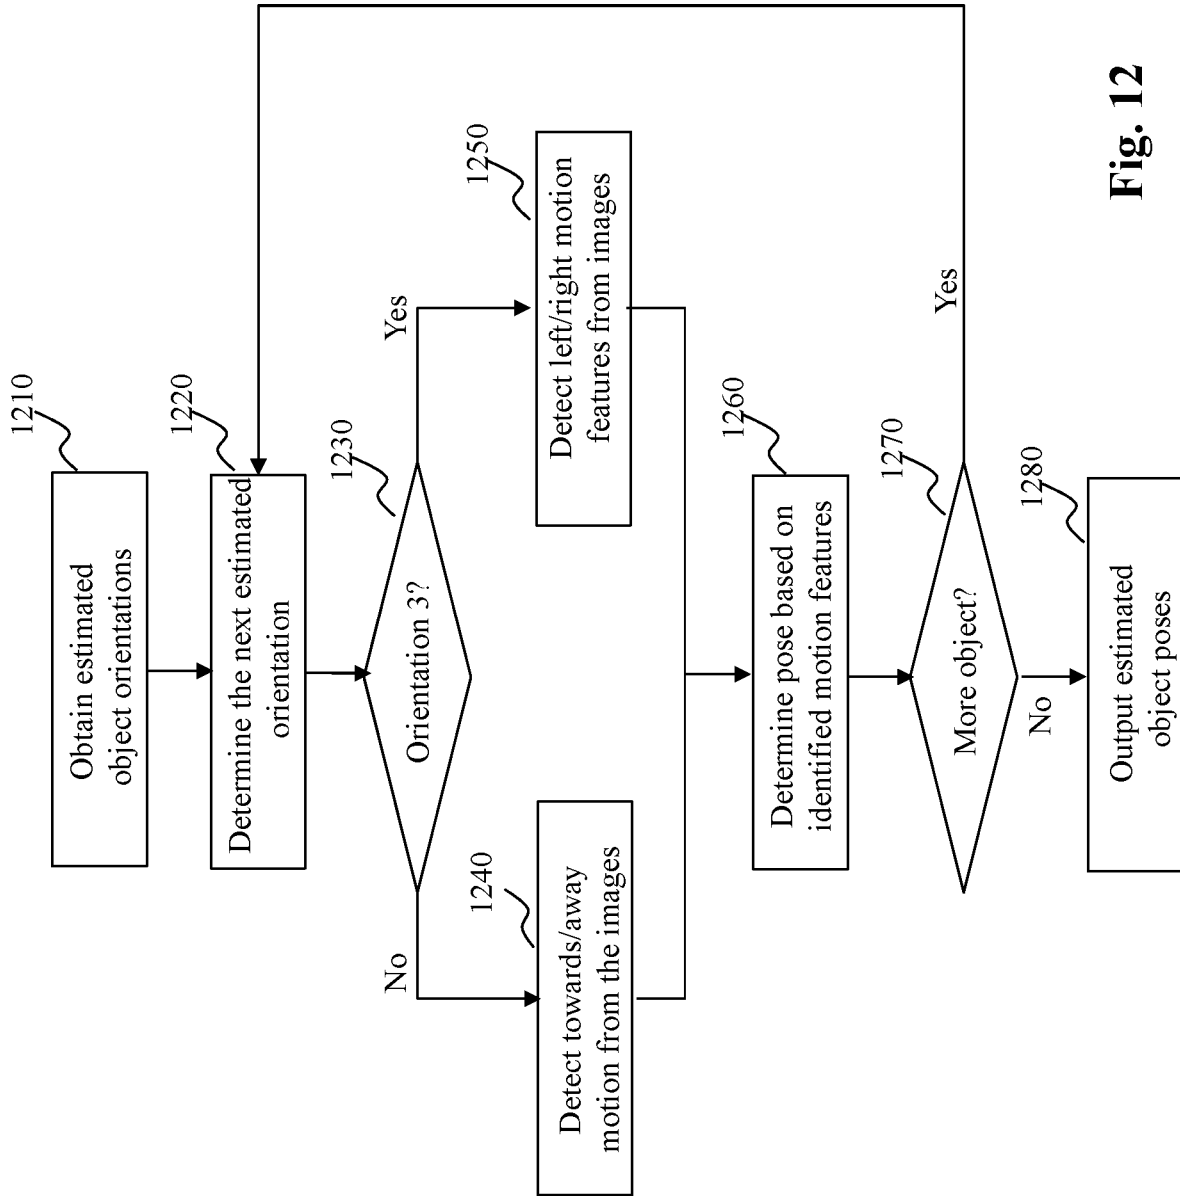 1210
Obtain estimated
object orientations
1220
Determine the next estimated
orientation
1230
Orientation 3?
No
Yes
1240
Detect towards/away
motion from the images
1250
Detect left/right motion
features from images
1260
Determine pose based on
identified motion features
1270
More object?
Yes
No
1280
Output estimated
object poses
Fig. 12